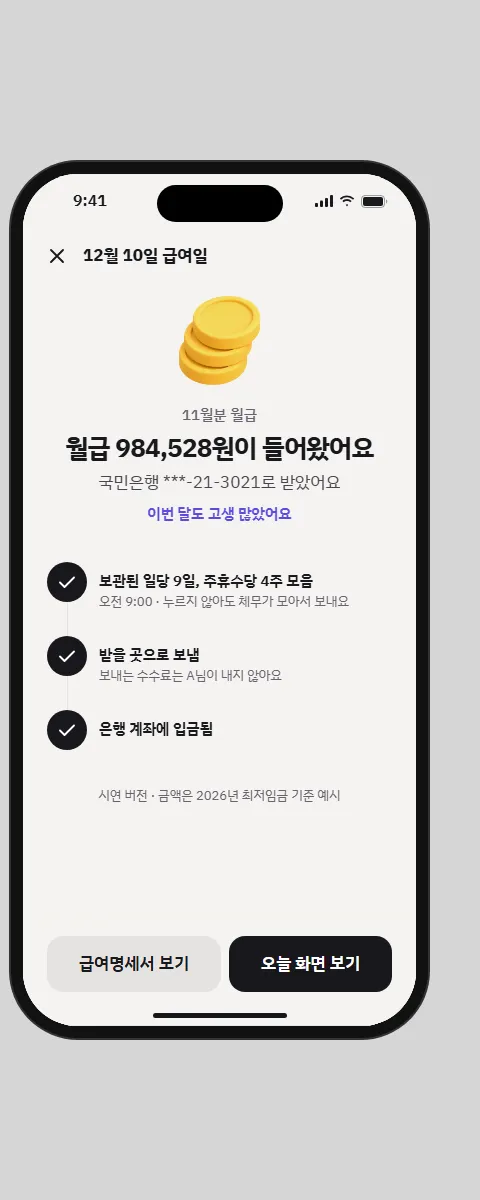 9:41
12월 10일 급여일
11월분 월급
월급 984,528원이 들어왔어요
국민은행 ***-21-3021로 받았어요
이번 달도 고생 많았어요
보관된 일당 9일, 주휴수당 4주 모음
오전 9:00 · 누르지 않아도 체무가 모아서 보내요
받을 곳으로 보냄
보내는 수수료는 A님이 내지 않아요
은행 계좌에 입금됨
시연 버전 · 금액은 2026년 최저임금 기준 예시
급여명세서 보기
오늘 화면 보기